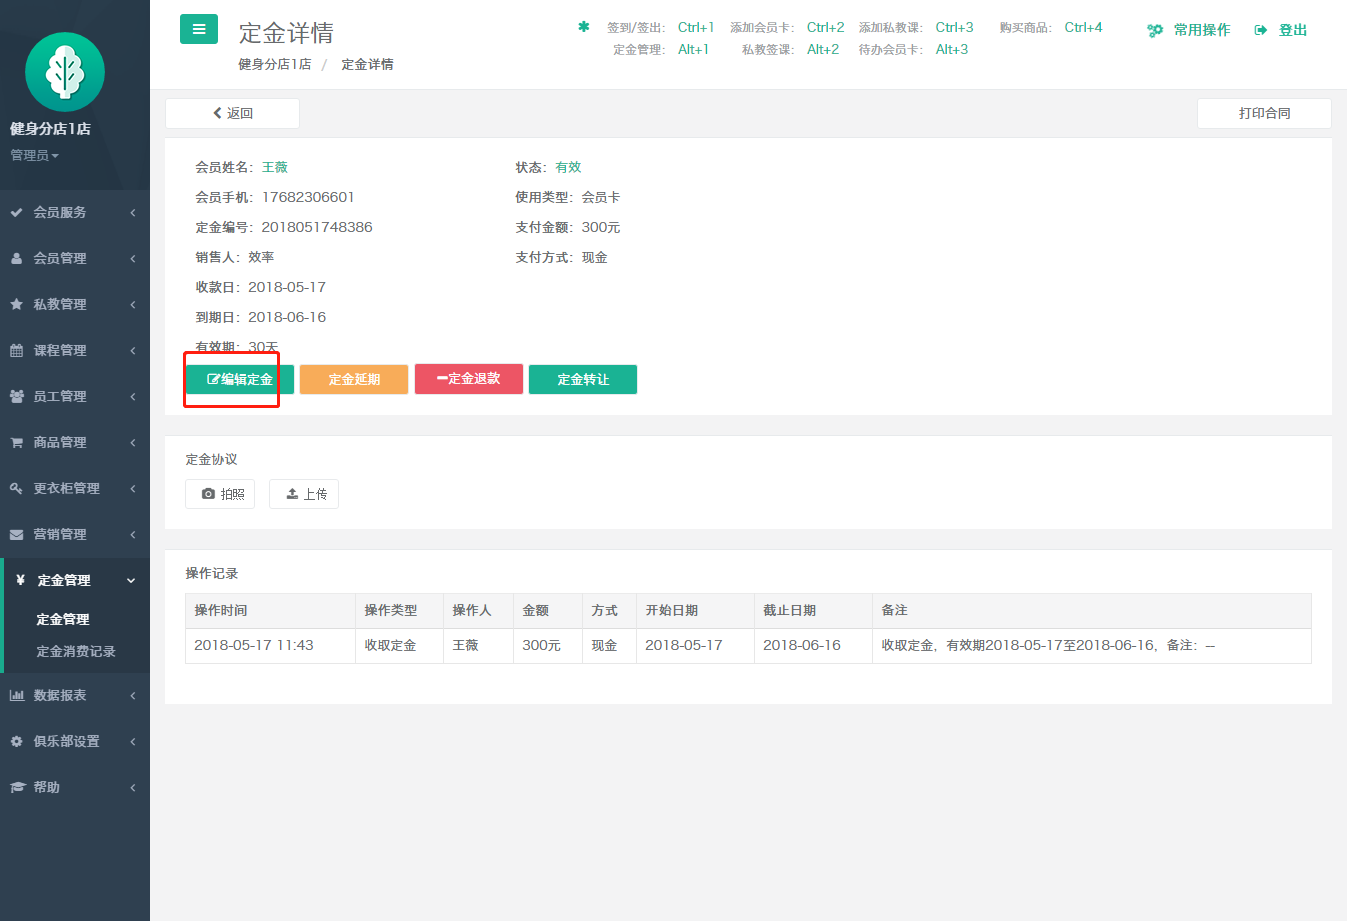 健身分店1店
管理员
会员服务
会员管理
私教管理
课程管理
员工管理
商品管理
更衣柜管理
营销管理
¥ 定金管理
定金管理
定金消费记录
数据报表
俱乐部设置
帮助
定金详情
健身分店1店 / 定金详情
签到/签出: Ctrl+1 添加会员卡: Ctrl+2 添加私教课: Ctrl+3 购买商品: Ctrl+4
定金管理: Alt+1 私教签课: Alt+2 待办会员卡: Alt+3
常用操作 登出
返回 打印合同
会员姓名: 王薇 状态: 有效
会员手机: 17682306601 使用类型: 会员卡
定金编号: 2018051748386 支付金额: 300元
销售人: 效率 支付方式: 现金
收款日: 2018-05-17
到期日: 2018-06-16
有效期: 30天
编辑定金 定金延期 定金退款 定金转让
定金协议
拍照 上传
操作记录
操作时间 操作类型 操作人 金额 方式 开始日期 截止日期 备注
2018-05-17 11:43 收取定金 王薇 300元 现金 2018-05-17 2018-06-16 收取定金, 有效期2018-05-17至2018-06-16, 备注: --